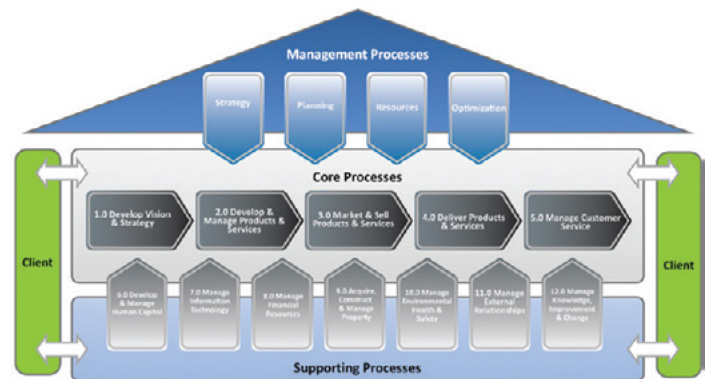 Management Processes
Strategy
Planning
Resources
Optimization
Core Processes
1.0 Develop Vision
& Strategy
2.0 Develop &
Manage Products &
Services
3.0 Market & Sell
Products & Services
4.0 Deliver Products
& Services
5.0 Manage Customer
Service
Client
Client
6.0 Develop
& Manage
Human Capital
7.0 Manage
Information
Technology
8.0 Manage
Financial
Resources
9.0 Acquire,
Construct
& Manage
Property
10.0 Manage
Environmental
Health &
Safety
11.0 Manage
External
Relationships
12.0 Manage
Knowledge,
Improvement
& Change
Supporting Processes